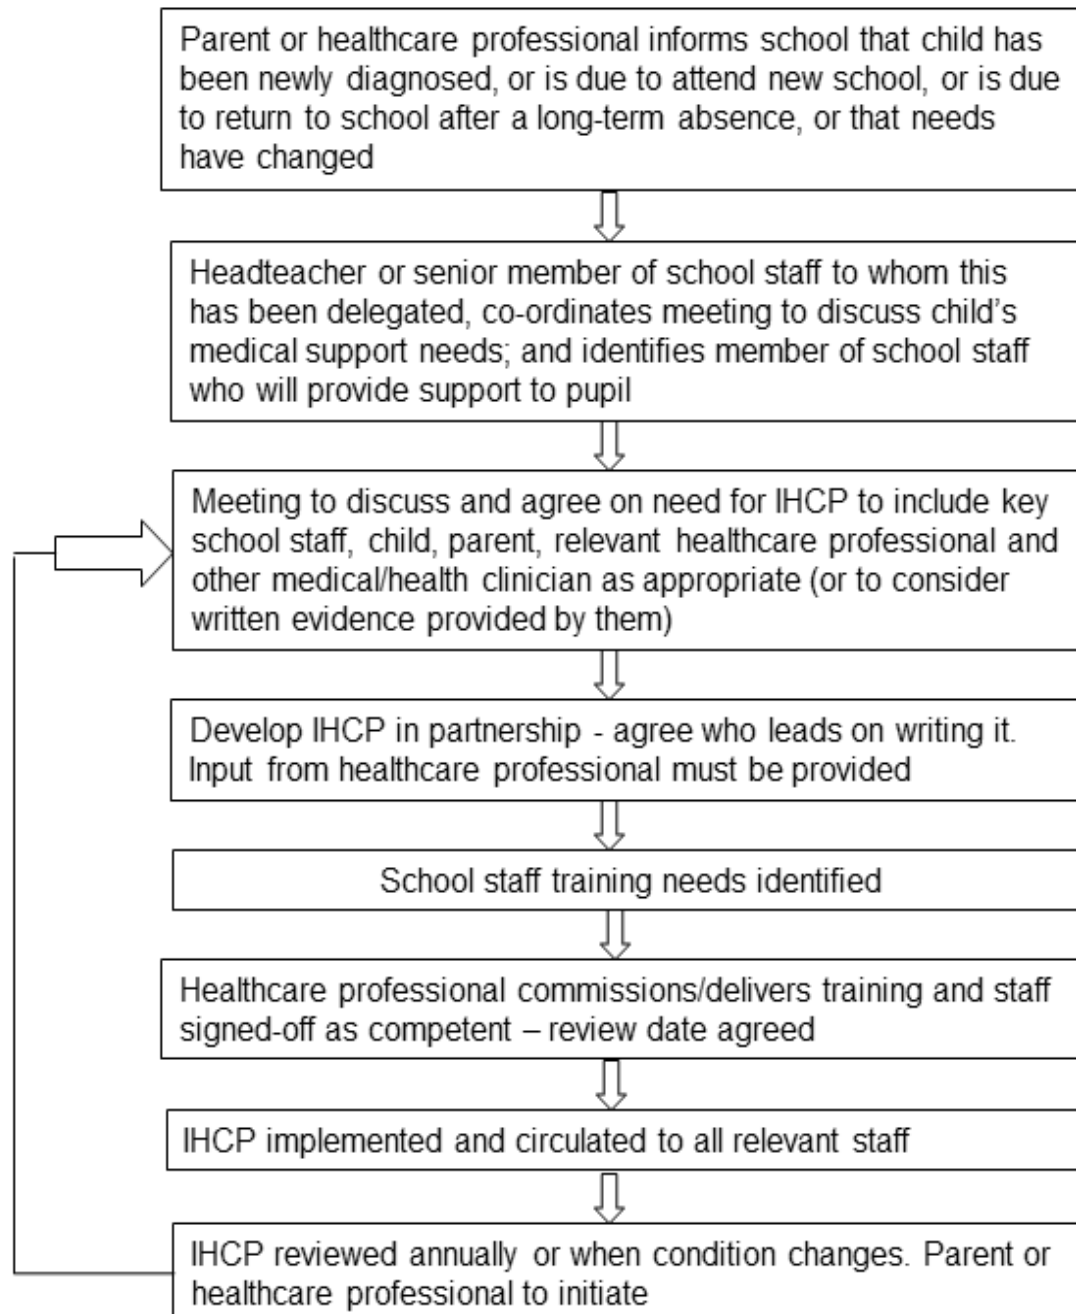 Parent or healthcare professional informs school that child has
been newly diagnosed, or is due to attend new school, or is due
to return to school after a long-term absence, or that needs
have changed
Headteacher or senior member of school staff to whom this
has been delegated, co-ordinates meeting to discuss child’s
medical support needs; and identifies member of school staff
who will provide support to pupil
Meeting to discuss and agree on need for IHCP to include key
school staff, child, parent, relevant healthcare professional and
other medical/health clinician as appropriate (or to consider
written evidence provided by them)
Develop IHCP in partnership - agree who leads on writing it.
Input from healthcare professional must be provided
School staff training needs identified
Healthcare professional commissions/delivers training and staff
signed-off as competent – review date agreed
IHCP implemented and circulated to all relevant staff
IHCP reviewed annually or when condition changes. Parent or
healthcare professional to initiate